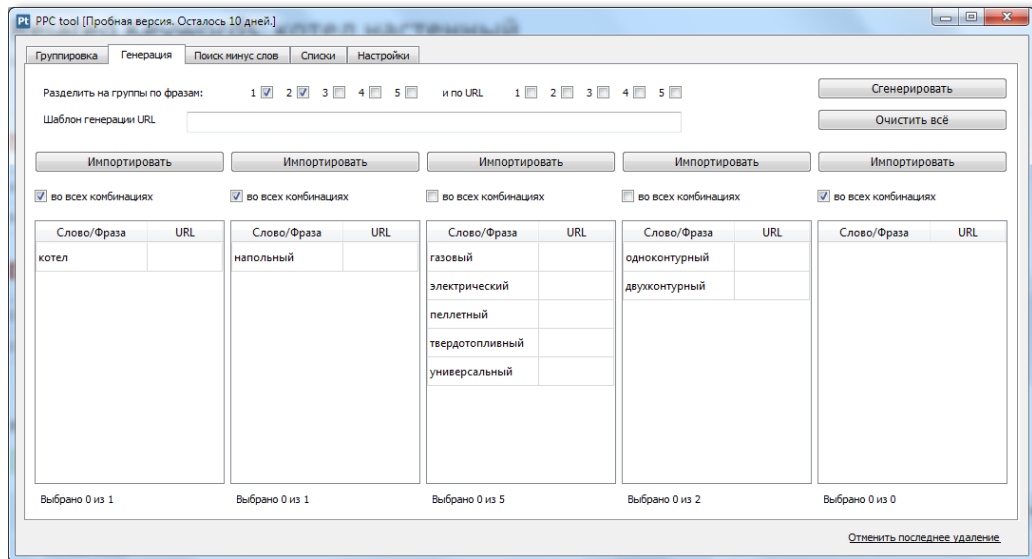 Pt PPC tool [Пробная версия. Осталось 10 дней.]
Группировка Генерация Поиск минус слов Списки Настройки
Разделить на группы по фразам: 1 2 3 4 5 и по URL 1 2 3 4 5 Сгенерировать
Шаблон генерации URL Очистить всё
Импортировать Импортировать Импортировать Импортировать Импортировать
во всех комбинациях во всех комбинациях во всех комбинациях во всех комбинациях во всех комбинациях
Слово/Фраза URL Слово/Фраза URL Слово/Фраза URL Слово/Фраза URL Слово/Фраза URL
котел напольный газовый одноконтурный
электрический двухконтурный
пеллетный
твердотопливный
универсальный
Выбрано 0 из 1 Выбрано 0 из 1 Выбрано 0 из 5 Выбрано 0 из 2 Выбрано 0 из 0
Отменить последнее удаление